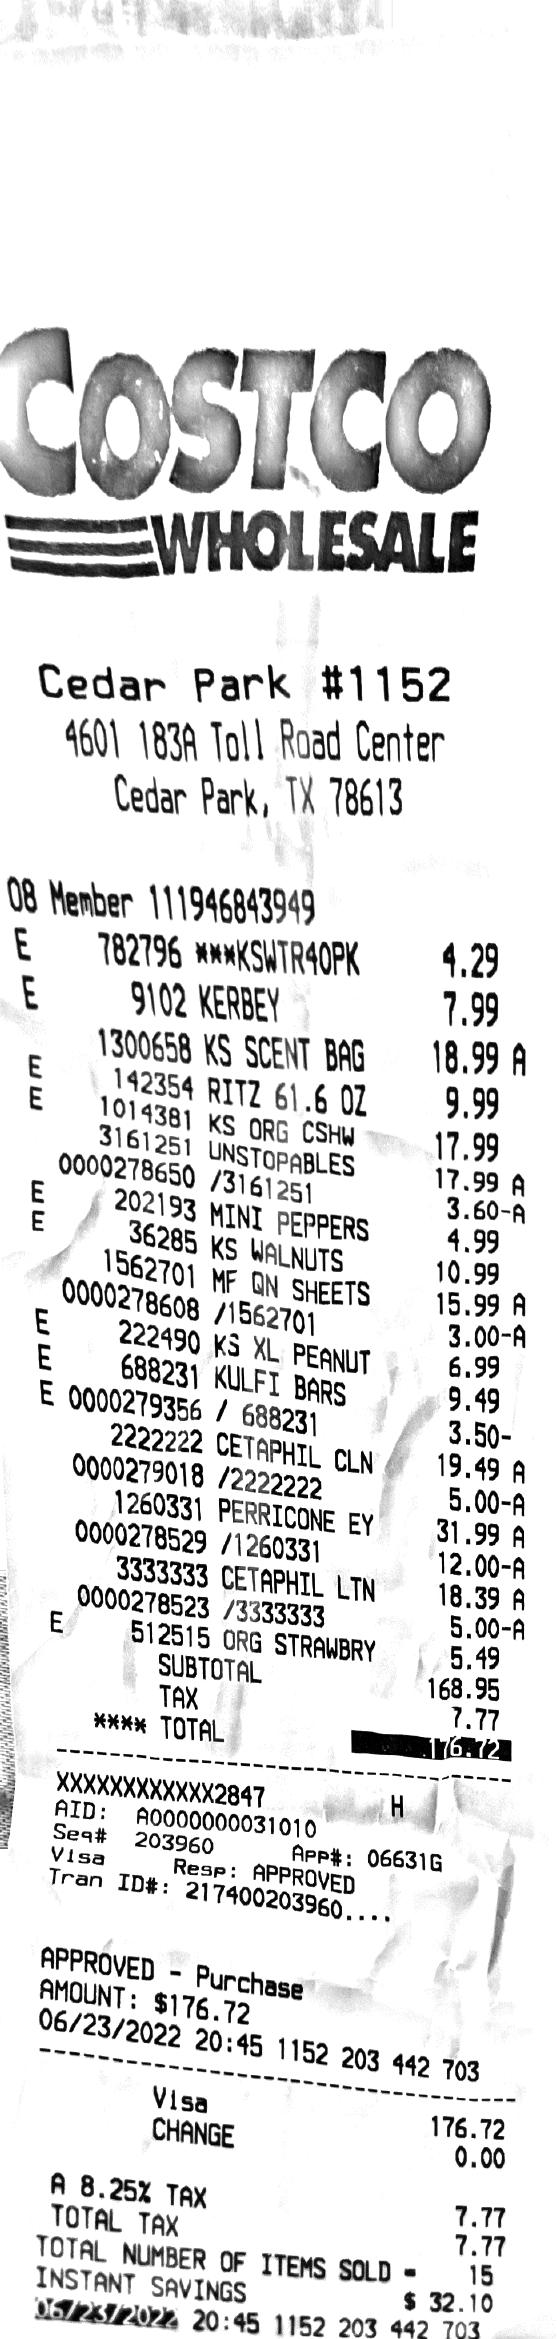 COSTCO
WHOLESALE
Cedar Park #1152
4601 183A Toll Road Center
Cedar Park, TX 78613
08 Member 111946843949
E 782796 ***KSWTR40PK 4.29
E 9102 KERBEY 7.99
1300658 KS SCENT BAG 18.99 A
E 142354 RITZ 61.6 OZ 9.99
E 1014381 KS ORG CSHW 17.99
3161251 UNSTOPABLES 17.99 A
0000278650 /3161251 3.60-A
E 202193 MINI PEPPERS 4.99
E 36285 KS WALNUTS 10.99
1562701 MF QN SHEETS 15.99 A
0000278608 /1562701 3.00-A
E 222490 KS XL PEANUT 6.99
E 688231 KULFI BARS 9.49
E 0000279356 / 688231 3.50-
2222222 CETAPHIL CLN 19.49 A
0000279018 /2222222 5.00-A
1260331 PERRICONE EY 31.99 A
0000278529 /1260331 12.00-A
3333333 CETAPHIL LTN 18.39 A
0000278523 /3333333 5.00-A
E 512515 ORG STRAWBRY 5.49
SUBTOTAL 168.95
TAX 7.77
**** TOTAL 176.72
XXXXXXXXXXXX2847 H
AID: A0000000031010
Seq# 203960 App#: 06631G
Visa Resp: APPROVED
Tran ID#: 217400203960....
APPROVED - Purchase
AMOUNT: $176.72
06/23/2022 20:45 1152 203 442 703
Visa 176.72
CHANGE 0.00
A 8.25% TAX 7.77
TOTAL TAX 7.77
TOTAL NUMBER OF ITEMS SOLD = 15
INSTANT SAVINGS $ 32.10
06/23/2022 20:45 1152 203 442 703